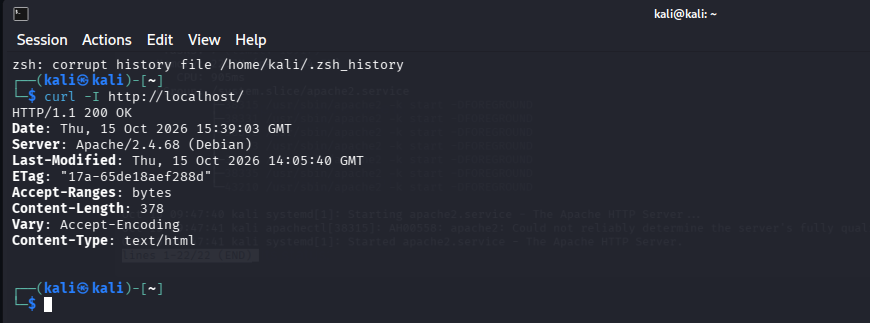 kali@kali: ~
Session Actions Edit View Help
zsh: corrupt history file /home/kali/.zsh_history
┌──(kali㉿kali)-[~]
└─$ curl -I http://localhost/
HTTP/1.1 200 OK
Date: Thu, 15 Oct 2026 15:39:03 GMT
Server: Apache/2.4.68 (Debian)
Last-Modified: Thu, 15 Oct 2026 14:05:40 GMT
ETag: "17a-65de18aef288d"
Accept-Ranges: bytes
Content-Length: 378
Vary: Accept-Encoding
Content-Type: text/html
┌──(kali㉿kali)-[~]
└─$